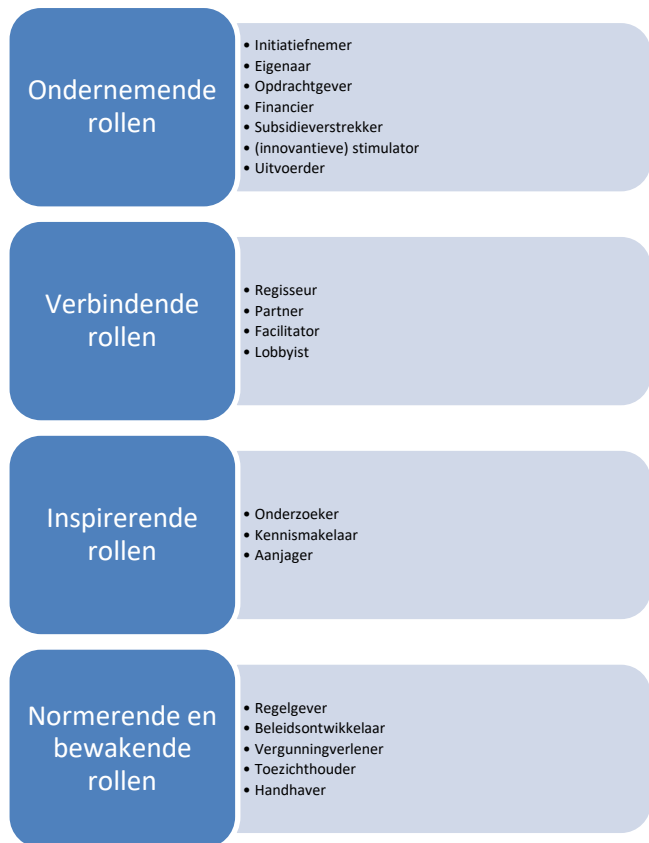 Ondernemende
rollen
• Initiatiefnemer
• Eigenaar
• Opdrachtgever
• Financier
• Subsidieverstrekker
• (innovantieve) stimulator
• Uitvoerder
Verbindende
rollen
• Regisseur
• Partner
• Facilitator
• Lobbyist
Inspirerende
rollen
• Onderzoeker
• Kennismakelaar
• Aanjager
Normerende en
bewakende
rollen
• Regelgever
• Beleidsontwikkelaar
• Vergunningverlener
• Toezichthouder
• Handhaver